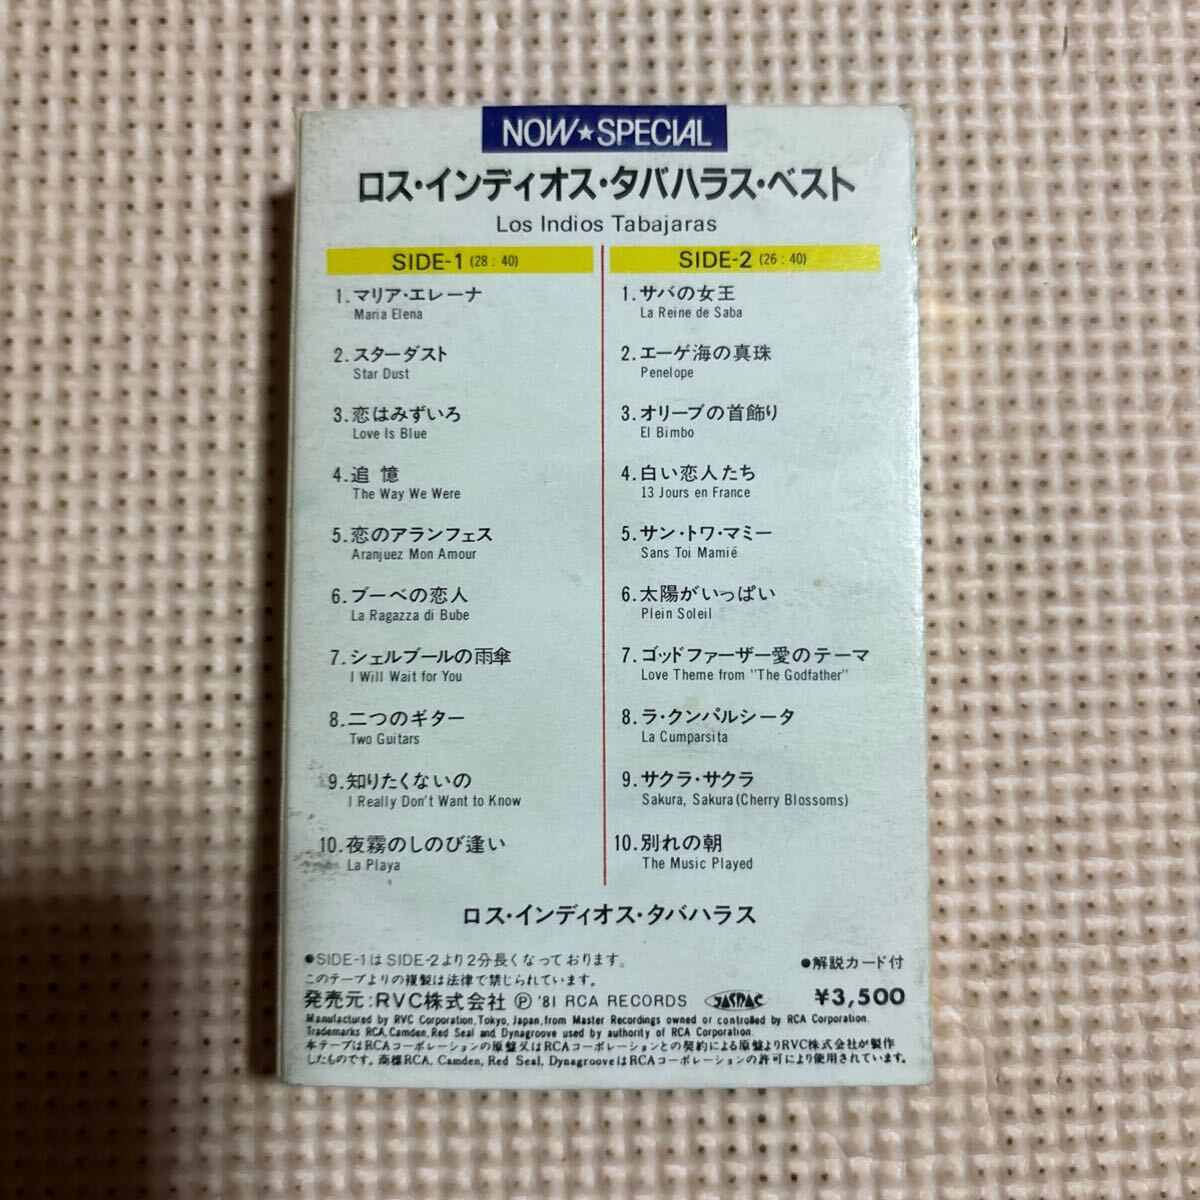 NOW★SPECIAL
ロス・インディオス・タバハラス・ベスト
Los Indios Tabajaras
SIDE-1 (28:40)
1.マリア・エレーナ
Maria Elena
2.スターダスト
Star Dust
3.恋はみずいろ
Love Is Blue
4.追憶
The Way We Were
5.恋のアランフェス
Aranjuez Mon Amour
6.ブーベの恋人
La Ragazza di Bube
7.シェルブールの雨傘
I Will Wait for You
8.二つのギター
Two Guitars
9.知りたくないの
I Really Don't Want to Know
10.夜霧のしのび逢い
La Playa
SIDE-2 (26:40)
1.サバの女王
La Reine de Saba
2.エーゲ海の真珠
Penelope
3.オリーブの首飾り
El Bimbo
4.白い恋人たち
13 Jours en France
5.サン・トワ・マミー
Sans Toi Mamié
6.太陽がいっぱい
Plein Soleil
7.ゴッドファーザー愛のテーマ
Love Theme from "The Godfather"
8.ラ・クンパルシータ
La Cumparsita
9.サクラ・サクラ
Sakura, Sakura (Cherry Blossoms)
10.別れの朝
The Music Played
ロス・インディオス・タバハラス
●SIDE-1はSIDE-2より2分長くなっております。
●解説カード付
このテープよりの複製は法律で禁じられています。
発売元:RVC株式会社 Ⓟ '81 RCA RECORDS JASRAC ¥3,500
Manufactured by RVC Corporation, Tokyo, Japan, from Master Recordings owned or controlled by RCA Corporation.
Trademarks RCA, Camden, Red Seal and Dynagroove used by authority of RCA Corporation.
本テープはRCAコーポレーションの原盤又はRCAコーポレーションとの契約による原盤よりRVC株式会社が製作
したものです。商標RCA, Camden, Red Seal, DynagrooveはRCAコーポレーションの許可により使用されています。